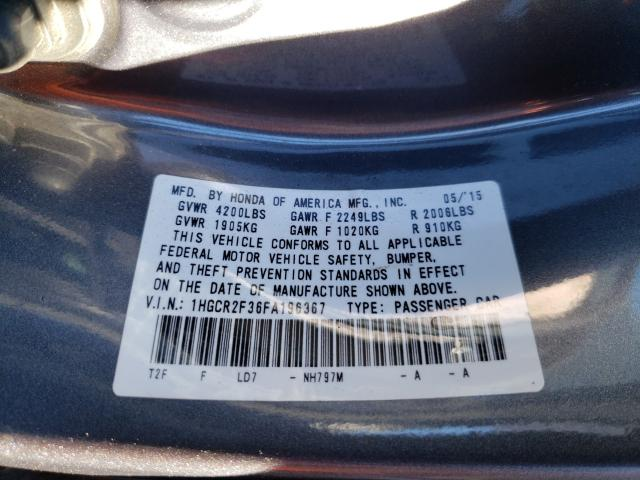 MFD. BY HONDA OF AMERICA MFG., INC. 05/'15
GVWR 4200LBS GAWR F 2249LBS R 2006LBS
GVWR 1905KG GAWR F 1020KG R 910KG
THIS VEHICLE CONFORMS TO ALL APPLICABLE
FEDERAL MOTOR VEHICLE SAFETY, BUMPER,
AND THEFT PREVENTION STANDARDS IN EFFECT
ON THE DATE OF MANUFACTURE SHOWN ABOVE.
V.I.N.: 1HGCR2F36FA196367 TYPE: PASSENGER CAR
T2F F LD7 - NH797M - A - A